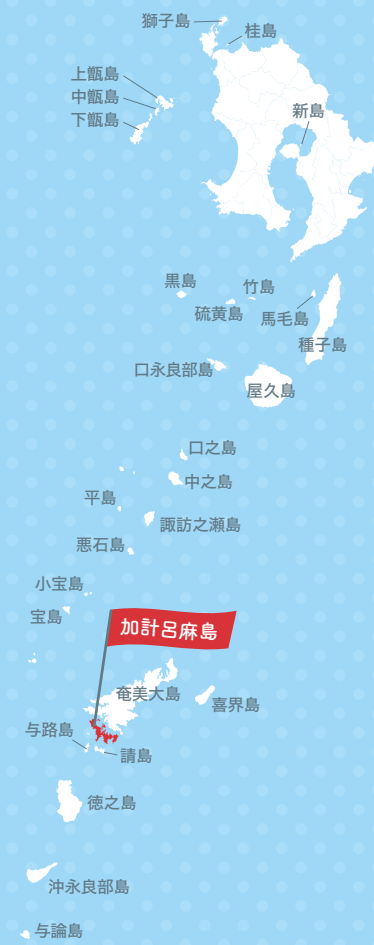 獅子島
桂島
上甑島
中甑島
下甑島
新島
黒島
竹島
硫黄島
馬毛島
種子島
口永良部島
屋久島
口之島
中之島
平島
諏訪之瀬島
悪石島
小宝島
宝島
加計呂麻島
奄美大島
喜界島
与路島
請島
徳之島
沖永良部島
与論島